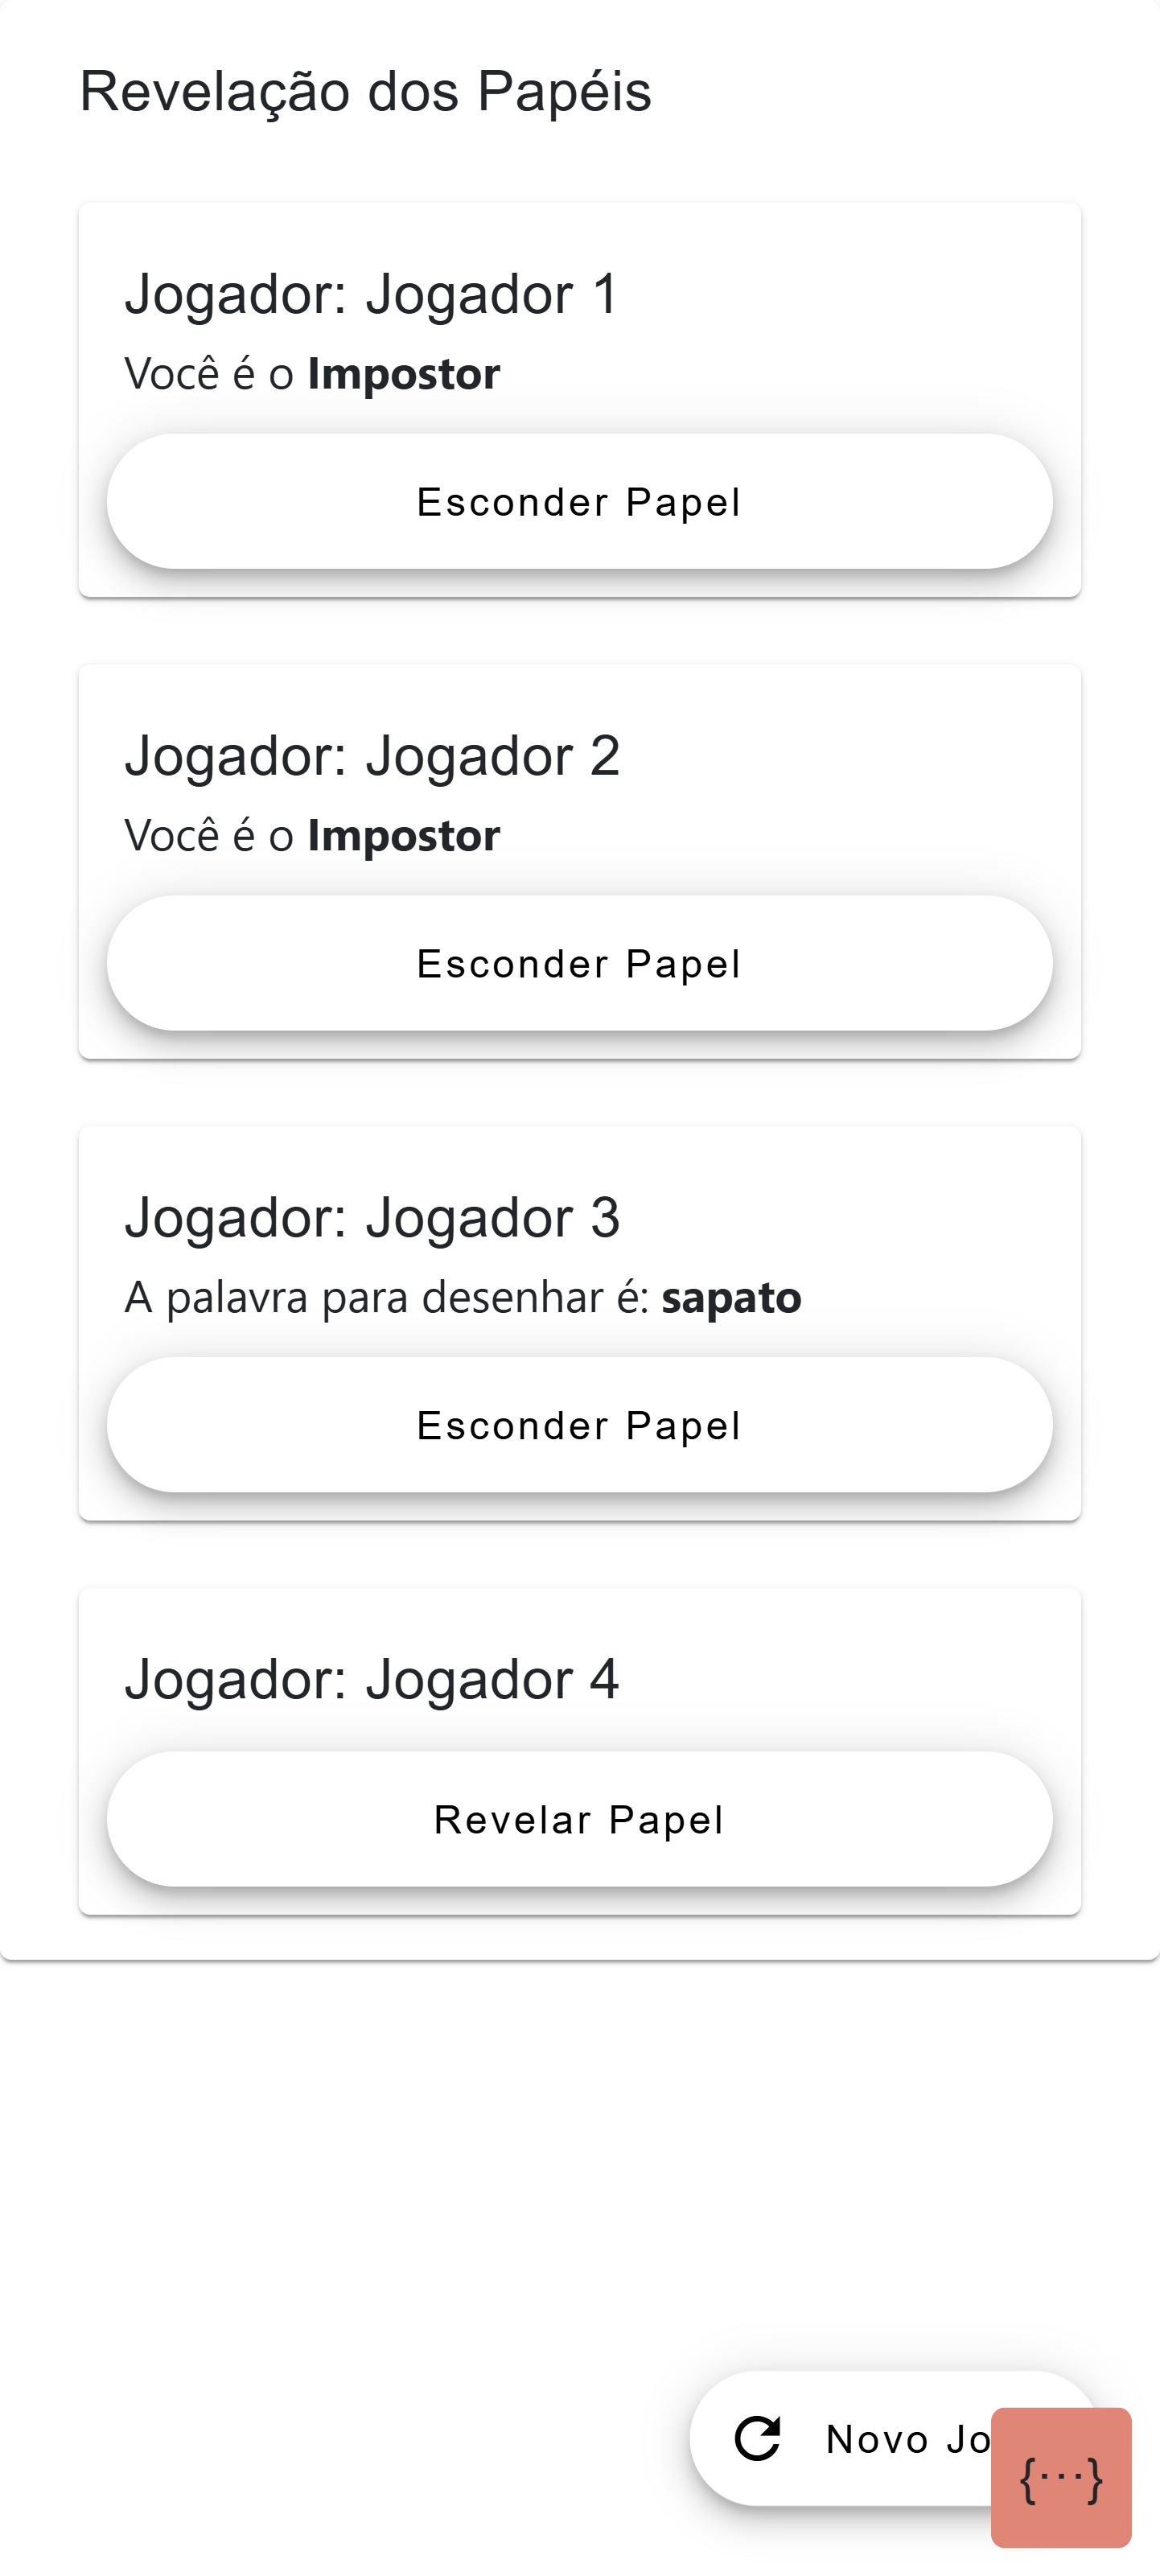 Revelação dos Papéis
Jogador: Jogador 1
Você é o Impostor
Esconder Papel
Jogador: Jogador 2
Você é o Impostor
Esconder Papel
Jogador: Jogador 3
A palavra para desenhar é: sapato
Esconder Papel
Jogador: Jogador 4
Revelar Papel
Novo Jo
{···}